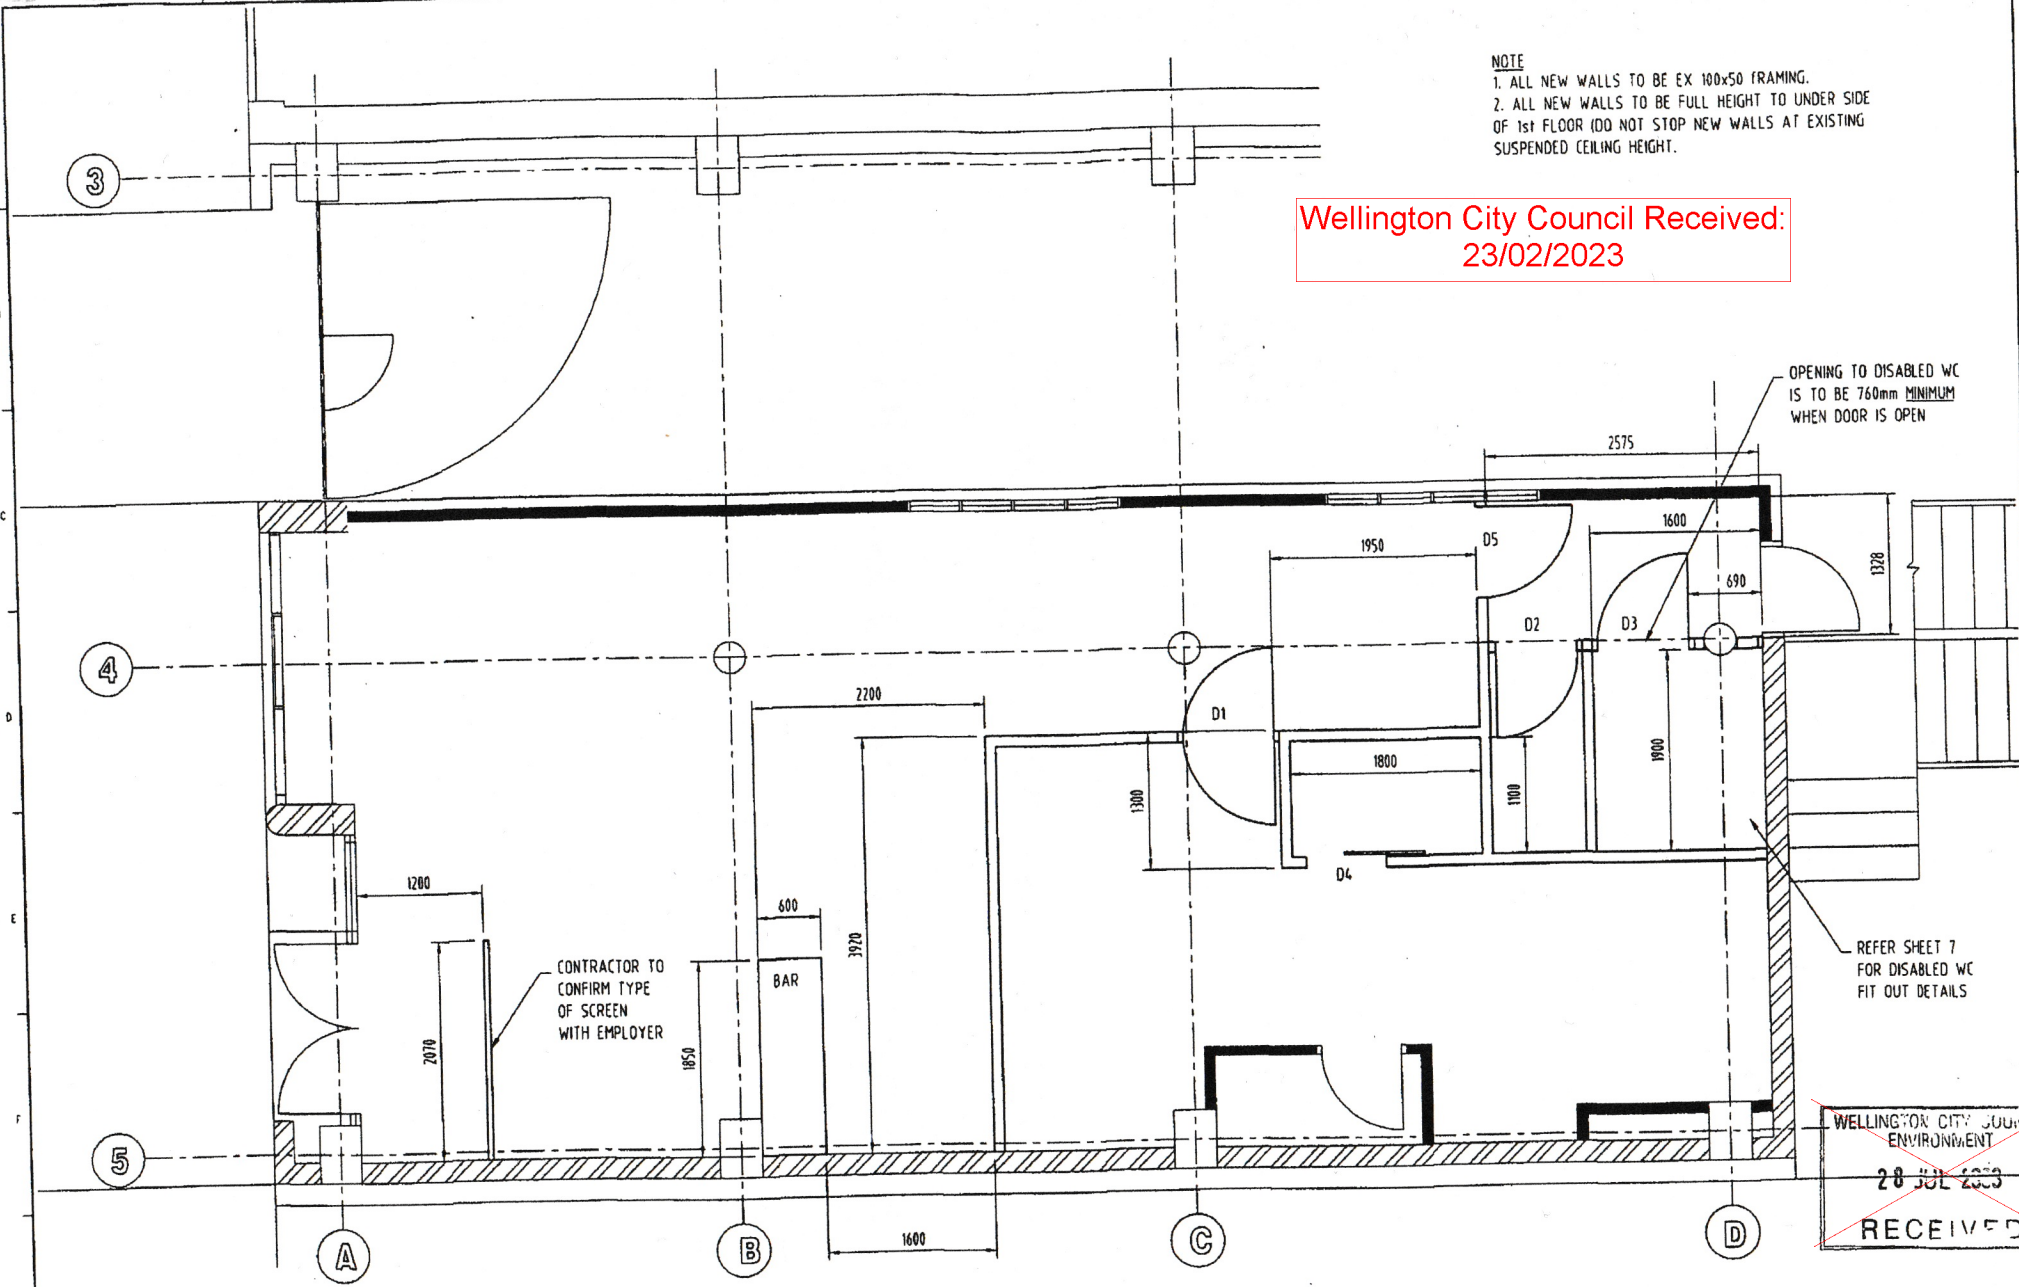 NOTE
1. ALL NEW WALLS TO BE EX 100x50 FRAMING.
2. ALL NEW WALLS TO BE FULL HEIGHT TO UNDER SIDE
OF 1st FLOOR (DO NOT STOP NEW WALLS AT EXISTING
SUSPENDED CEILING HEIGHT.
3
Wellington City Council Received:
23/02/2023
OPENING TO DISABLED WC
IS TO BE 760mm MINIMUM
WHEN DOOR IS OPEN
2575
C
1600
1950
D5
1328
690
D2
D3
4
2200
D1
D
1900
1800
1300
1100
D4
1200
600
E
3920
CONTRACTOR TO
CONFIRM TYPE
OF SCREEN
WITH EMPLOYER
BAR
REFER SHEET 7
FOR DISABLED WC
FIT OUT DETAILS
2070
1850
F
WELLINGTON CITY
ENVIRONMENT
28 JUL
RECEIVED
5
A
B
C
D
1600